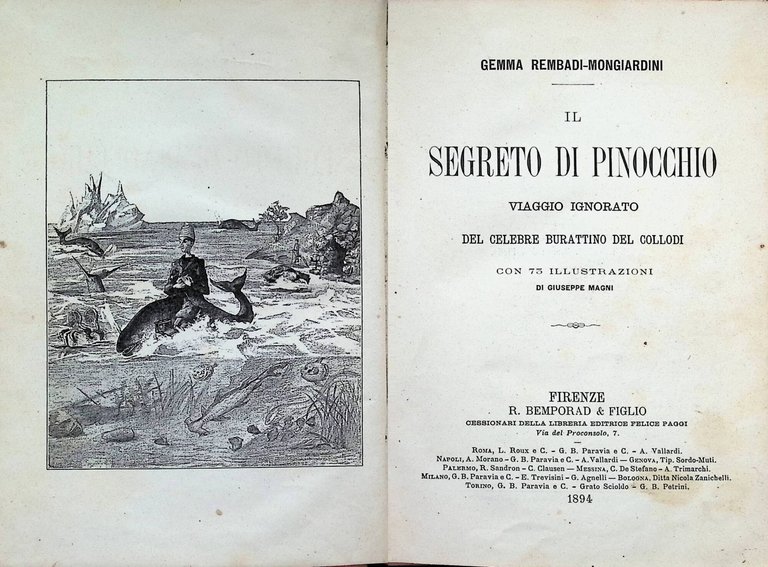 GEMMA REMBADI-MONGIARDINI
IL
SEGRETO DI PINOCCHIO
VIAGGIO IGNORATO
DEL CELEBRE BURATTINO DEL COLLODI
CON 75 ILLUSTRAZIONI
DI GIUSEPPE MAGNI
FIRENZE
R. BEMPORAD & FIGLIO
CESSIONARI DELLA LIBRERIA EDITRICE FELICE PAGGI
Via del Proconsolo, 7.
ROMA, L. Roux e C. - G. B. Paravia e C. - A. Vallardi.
NAPOLI, A. Morano - G. B. Paravia e C. - A. Vallardi — GENOVA, Tip. Sordo-Muti.
PALERMO, R. Sandron - C. Clausen — MESSINA, C. De Stefano - A. Trimarchi.
MILANO, G. B. Paravia e C. - E. Trevisini - G. Agnelli — BOLOGNA, Ditta Nicola Zanichelli.
TORINO, G. B. Paravia e C. - Grato Scioldo - G. B. Petrini.
1894